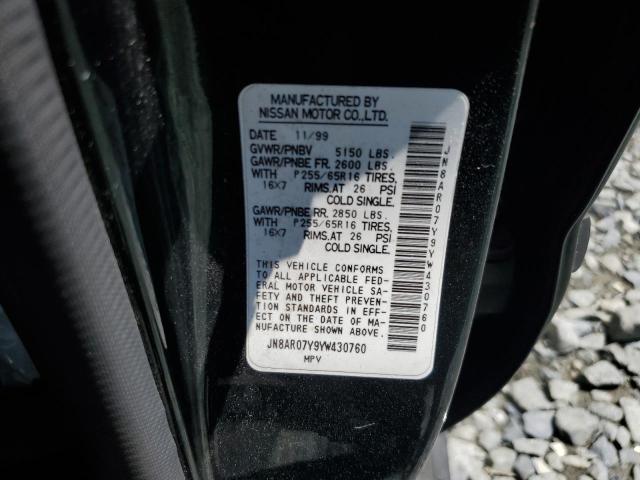 MANUFACTURED BY
NISSAN MOTOR CO.,LTD.
DATE 11/99
GVWR/PNBV 5150 LBS.
GAWR/PNBE FR. 2600 LBS.
WITH P255/65R16 TIRES,
16X7 RIMS,AT 26 PSI
COLD SINGLE,
GAWR/PNBE RR. 2850 LBS.
WITH P255/65R16 TIRES,
16X7 RIMS,AT 26 PSI
COLD SINGLE.
THIS VEHICLE CONFORMS
TO ALL APPLICABLE FED-
ERAL MOTOR VEHICLE SA-
FETY AND THEFT PREVEN-
TION STANDARDS IN EFFECT
ON THE DATE OF MA-
NUFACTURE SHOWN ABOVE.
JN8AR07Y9YW430760
MPV
JN8AR07Y9YW430760